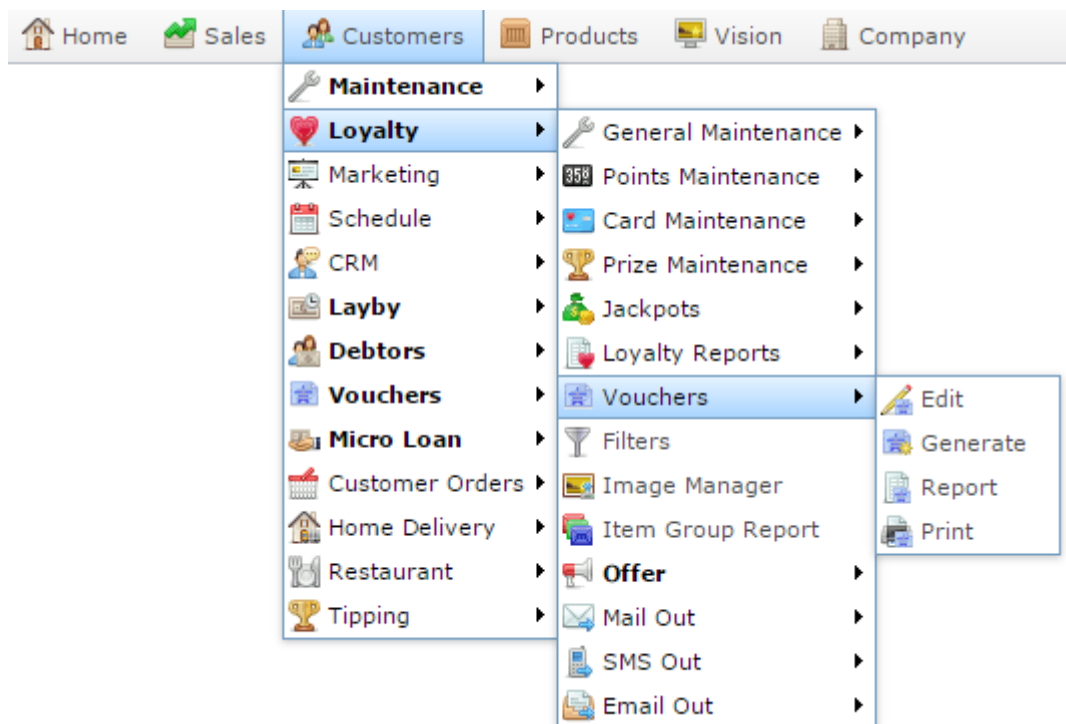 Home Sales Customers Products Vision Company
Maintenance
Loyalty
Marketing
Schedule
CRM
Layby
Debtors
Vouchers
Micro Loan
Customer Orders
Home Delivery
Restaurant
Tipping
General Maintenance
Points Maintenance
Card Maintenance
Prize Maintenance
Jackpots
Loyalty Reports
Vouchers
Filters
Image Manager
Item Group Report
Offer
Mail Out
SMS Out
Email Out
Edit
Generate
Report
Print